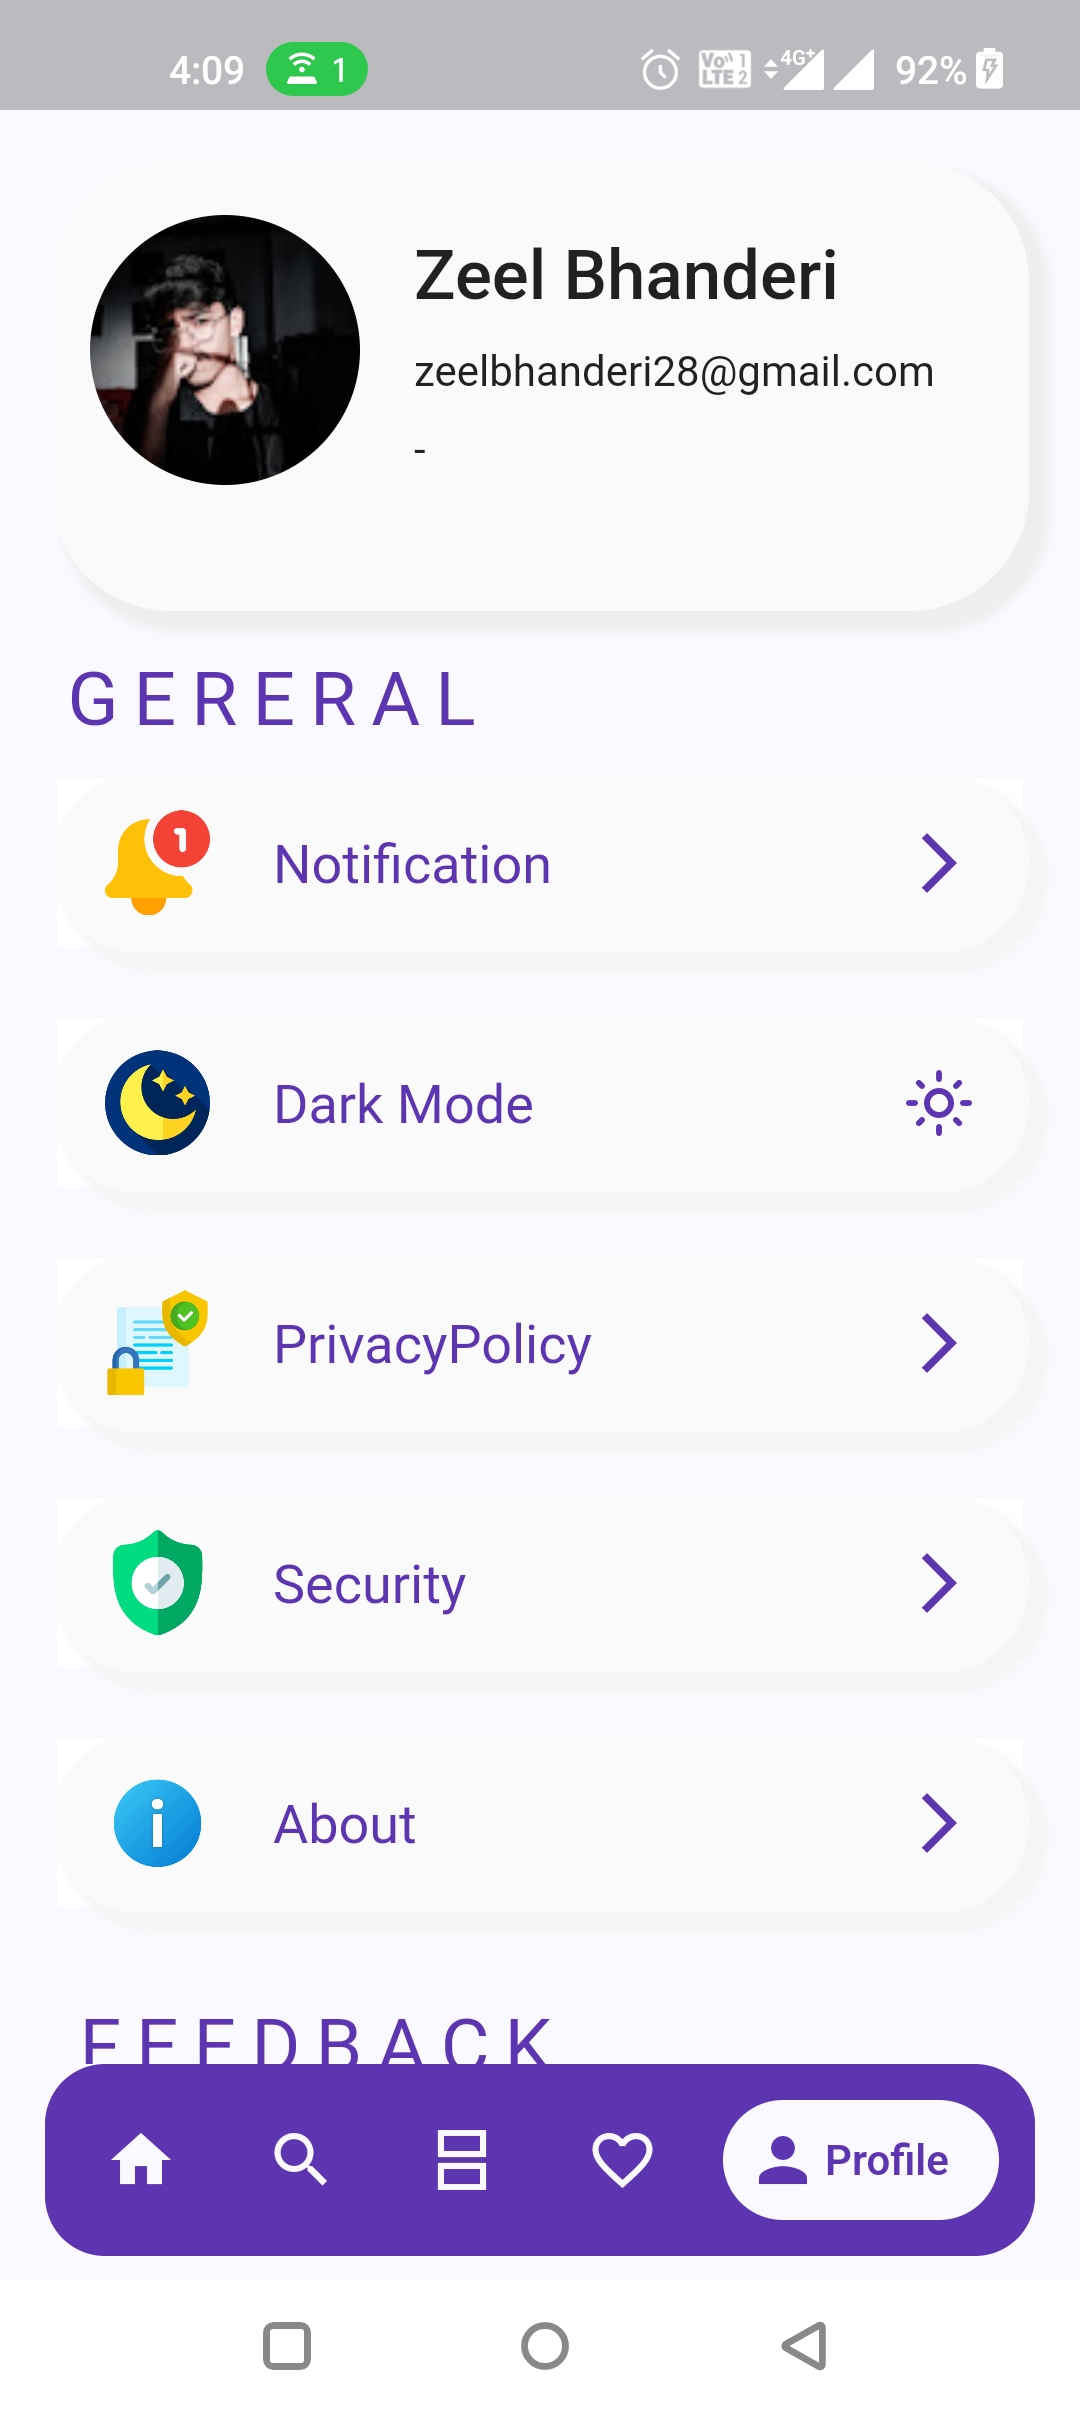 4:09 1 Vo)) 1 LTE 2 4G+ 92%
Zeel Bhanderi
zeelbhanderi28@gmail.com
-
GERERAL
1
Notification
Dark Mode
PrivacyPolicy
Security
About
FEEDBACK
Profile